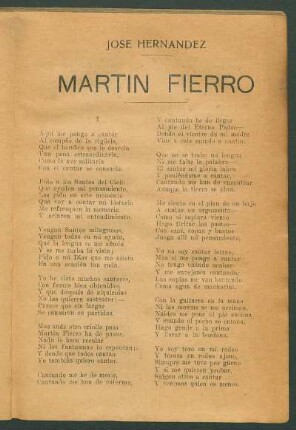 JOSE HERNANDEZ
MARTIN FIERRO
I
Aquí me pongo a cantar
Al compás de la vigüela,
Que el hombre que lo desvela
Una pena estraordinaria,
Como la ave solitaria
Con el cantar se consuela.
Pido a los Santos del Cielo
Que ayuden mi pensamiento,
Les pido en este momento
Que voy a cantar mi historia
Me refresquen la memoria
Y aclaren mi entendimiento.
Vengan Santos milagrosos,
Vengan todos en mi ayuda,
Que la lengua se me añuda
Y se me turba la vista;
Pido a mi Dios que me asista
En una ocasión tan ruda.
Yo he visto muchos cantores,
Con famas bien obtenidas,
Y que después de alquiridas
No las quieren sustentar:—
Parece que sin largar
Se cansaron en partidas.
Mas ande otro criollo pasa
Martín Fierro ha de pasar,
Nada lo hace recular
Ni las fantasmas lo espantan;
Y dende que todos cantan
Yo también quiero cantar.
Cantando me he de morir,
Cantando me han de enterrar,
Y cantando he de llegar
Al pie del Eterno Padre—
Dende el vientre de mi madre
Vine a este mundo a cantar.
Que no se trabe mi lengua
Ni me falte la palabra—
El cantar mi gloria labra
Y poniéndome a cantar,
Cantando me han de encontrar
Aunque la tierra se abra.
Me siento en el plan de un bajo
A cantar un argumento—
Como si soplara el viento
Hago tiritar los pastos—
Con oros, copas y bastos
Juega allí mi pensamiento.
Yo no soy cantor letrao,
Mas si me pongo a cantar
No tengo cuándo acabar
Y me envejezco cantando,
Las coplas me van brotando
Como agua de manantial.
Con la guitarra en la mano
Ni las moscas se me arriman,
Naides me pone el pie encima
Y cuando el pecho se entona,
Hago gemir a la prima
Y llorar a la bordona.
Yo soy toro en mi rodeo
Y torazo en rodeo ajeno,
Siempre me tuve por güeno
Y si me quieren probar,
Salgan otros a cantar
Y veremos quién es menos.